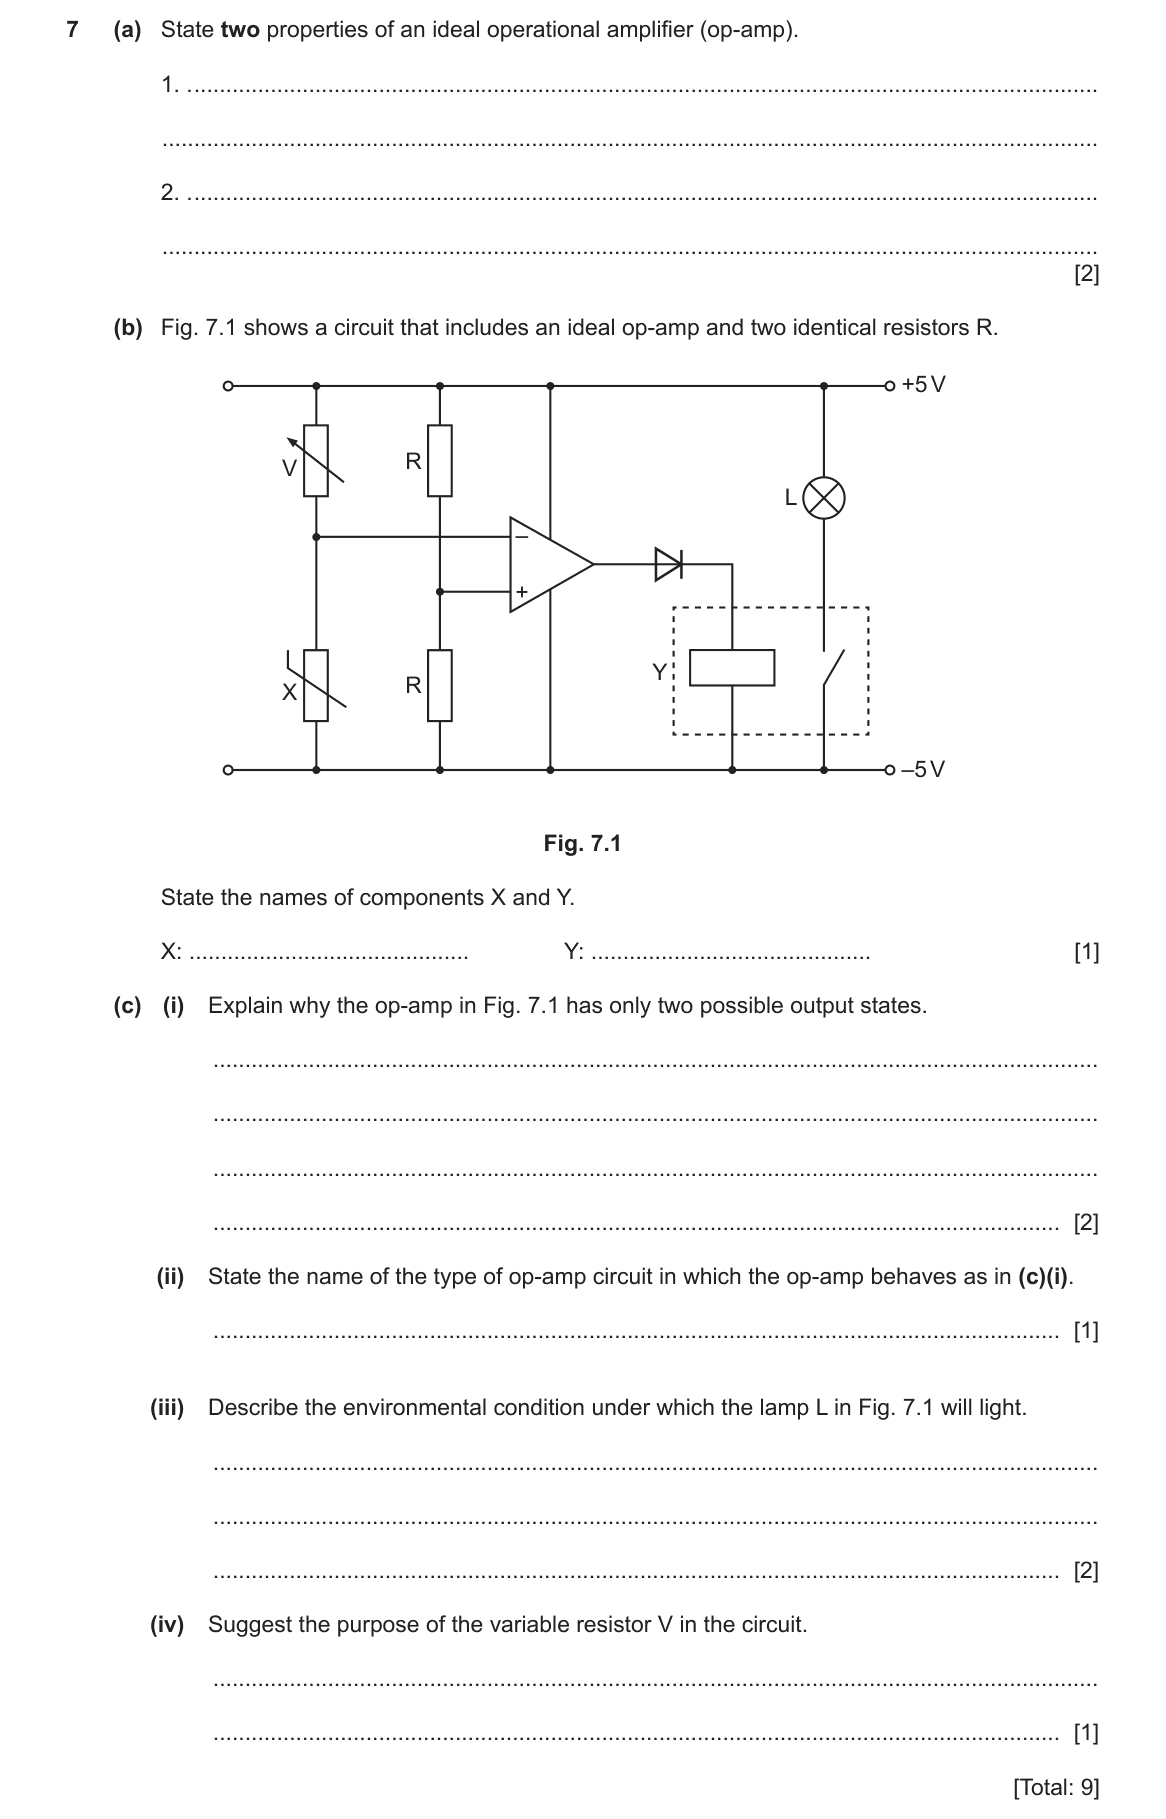 7 (a) State two properties of an ideal operational amplifier (op-amp).
1. ................................................................................
................................................................................
2. ................................................................................
................................................................................
[2]
(b) Fig. 7.1 shows a circuit that includes an ideal op-amp and two identical resistors R.
+5 V
V
R
L
–
+
X
R
Y
–5 V
Fig. 7.1
State the names of components X and Y.
X: ............................................ Y: ............................................ [1]
(c) (i) Explain why the op-amp in Fig. 7.1 has only two possible output states.
................................................................................
................................................................................
................................................................................
................................................................................ [2]
(ii) State the name of the type of op-amp circuit in which the op-amp behaves as in (c)(i).
................................................................................ [1]
(iii) Describe the environmental condition under which the lamp L in Fig. 7.1 will light.
................................................................................
................................................................................
................................................................................ [2]
(iv) Suggest the purpose of the variable resistor V in the circuit.
................................................................................
................................................................................ [1]
[Total: 9]